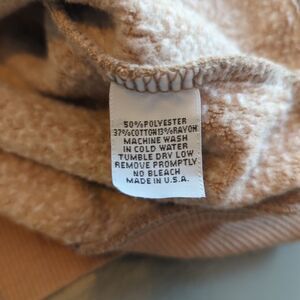 50%POLYESTER
37%COTTON13%RAYON
MACHINE WASH
IN COLD WATER
TUMBLE DRY LOW
REMOVE PROMPTLY
NO BLEACH
MADE IN U.S.A.